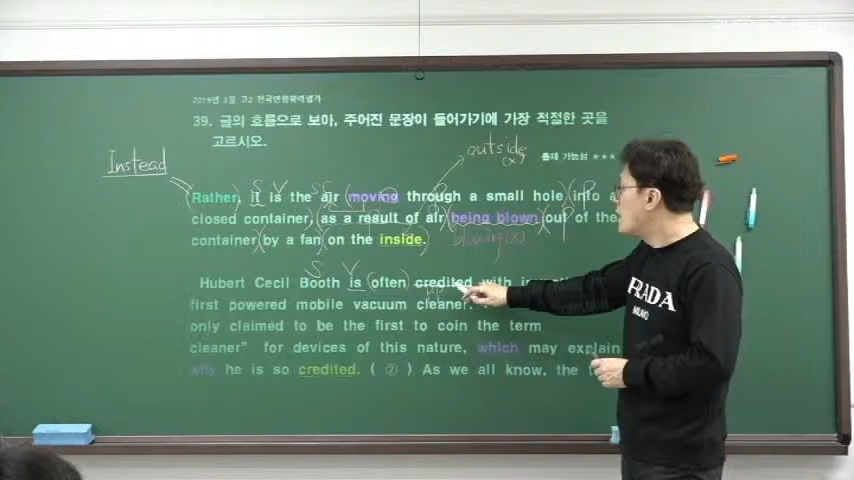 2019년 3월 고2 전국연합학력평가
39. 글의 흐름으로 보아, 주어진 문장이 들어가기에 가장 적절한 곳을
고르시오.
outside
(x)
출제 가능성 ★★★
Instead
S V S
Rather, it is the air moving through a small hole into a
closed container, as a result of air being blown out of the
container by a fan on the inside.
blowing(x)
S V
Hubert Cecil Booth is often credited with
first powered mobile vacuum cleaner.
only claimed to be the first to coin the term
cleaner" for devices of this nature, which may explain
why he is so credited. ( ② ) As we all know, the
PRADA
MILANO